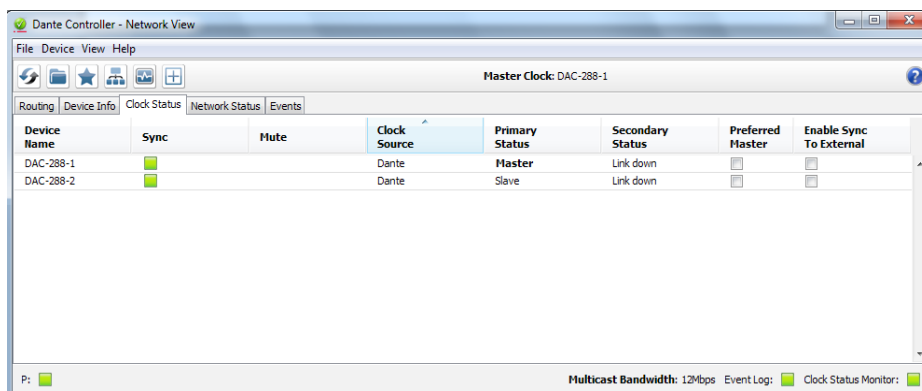 Dante Controller - Network View
File Device View Help
Master Clock: DAC-288-1
Routing Device Info Clock Status Network Status Events
Device Name Sync Mute Clock Source Primary Status Secondary Status Preferred Master Enable Sync To External
DAC-288-1 Dante Master Link down
DAC-288-2 Dante Slave Link down
P: Multicast Bandwidth: 12Mbps Event Log: Clock Status Monitor: